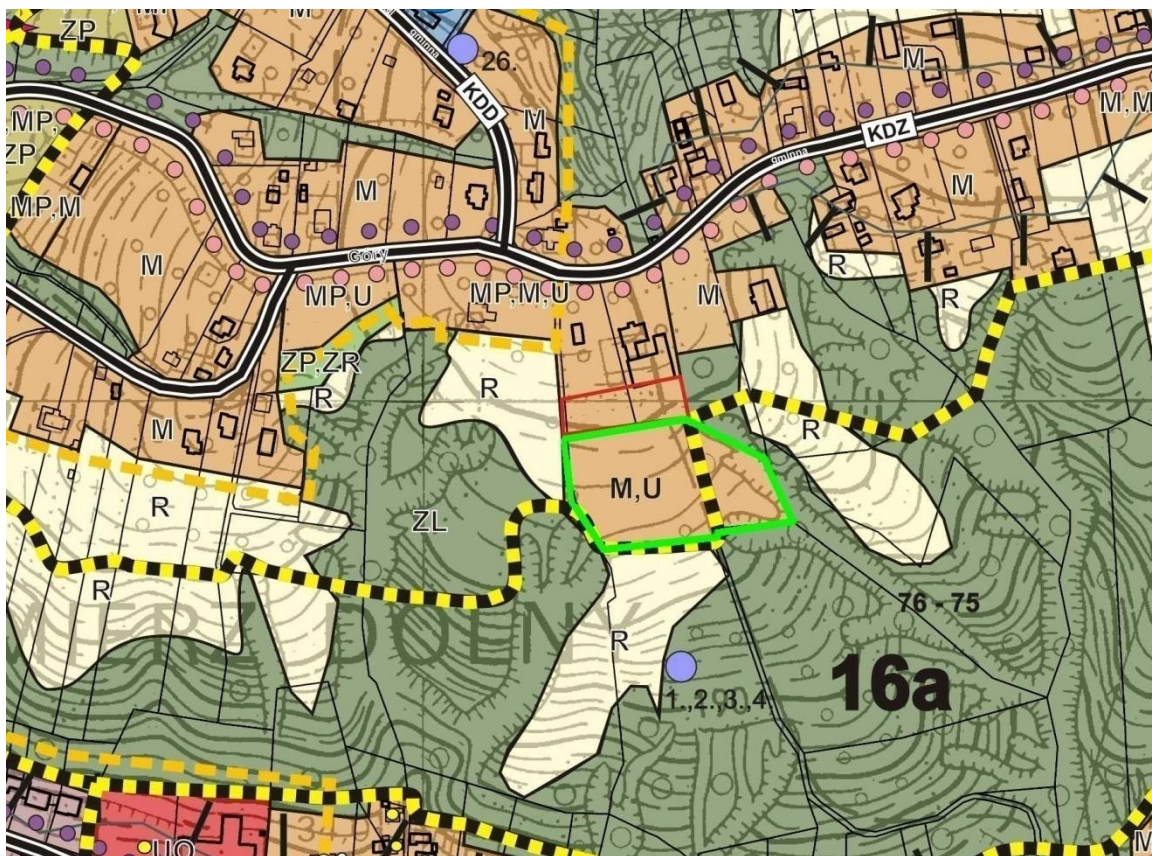 ZP
M
gminna
KDD
26.
M
M
M,M
KDZ
gminna
,MP,
ZP
M
M
MP,M
M
Góry
R
MP,U
MP,M,U
M
R
ZP,ZR
R
R
R
M
M,U
R
ZL
R
76 - 75
R
16a
1.,2.,3.,4.
UO
M